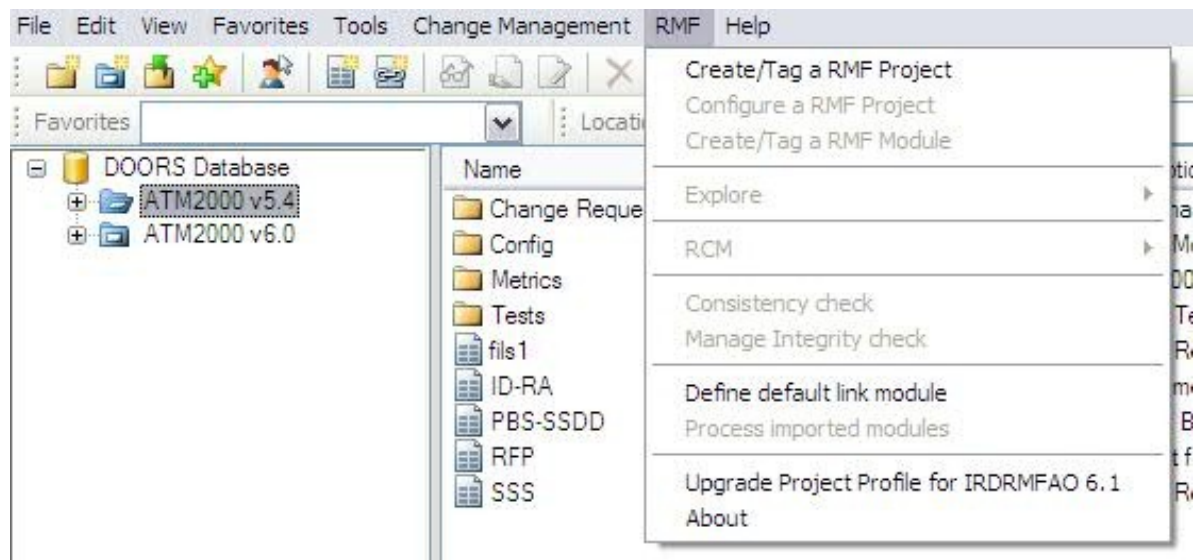 File Edit View Favorites Tools Change Management RMF Help
Favorites
DOORS Database
ATM2000 v5.4
ATM2000 v6.0
Name
Change Reque
Config
Metrics
Tests
fils1
ID-RA
PBS-SSDD
RFP
SSS
Create/Tag a RMF Project
Configure a RMF Project
Create/Tag a RMF Module
Explore
RCM
Consistency check
Manage Integrity check
Define default link module
Process imported modules
Upgrade Project Profile for IRDRMFAO 6.1
About